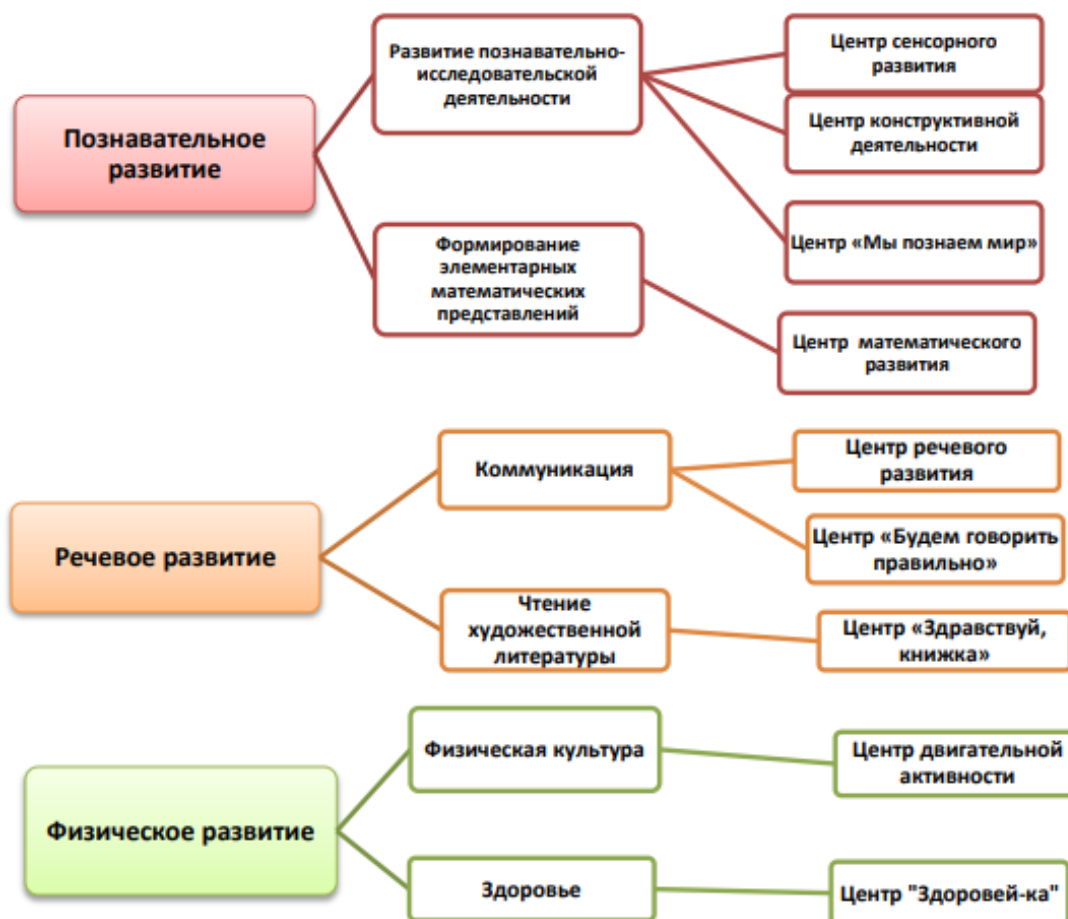 Познавательное
развитие
Развитие познавательно-
исследовательской
деятельности
Центр сенсорного
развития
Центр конструктивной
деятельности
Центр «Мы познаем мир»
Формирование
элементарных
математических
представлений
Центр математического
развития
Речевое развитие
Коммуникация
Центр речевого
развития
Центр «Будем говорить
правильно»
Чтение
художественной
литературы
Центр «Здравствуй,
книжка»
Физическое развитие
Физическая культура
Центр двигательной
активности
Здоровье
Центр "Здоровей-ка"